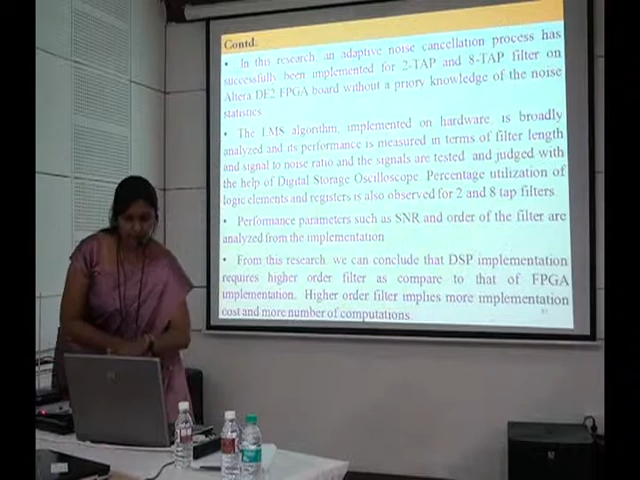 Contd..
• In this research, an adaptive noise cancellation process has
successfully been implemented for 2-TAP and 8-TAP filter on
Altera DE2 FPGA board without a priory knowledge of the noise
statistics.
• The LMS algorithm, implemented on hardware, is broadly
analyzed and its performance is measured in terms of filter length
and signal to noise ratio and the signals are tested and judged with
the help of Digital Storage Oscilloscope. Percentage utilization of
logic elements and registers is also observed for 2 and 8 tap filters.
• Performance parameters such as SNR and order of the filter are
analyzed from the implementation
• From this research, we can conclude that DSP implementation
requires higher order filter as compare to that of FPGA
implementation. Higher order filter implies more implementation
cost and more number of computations.